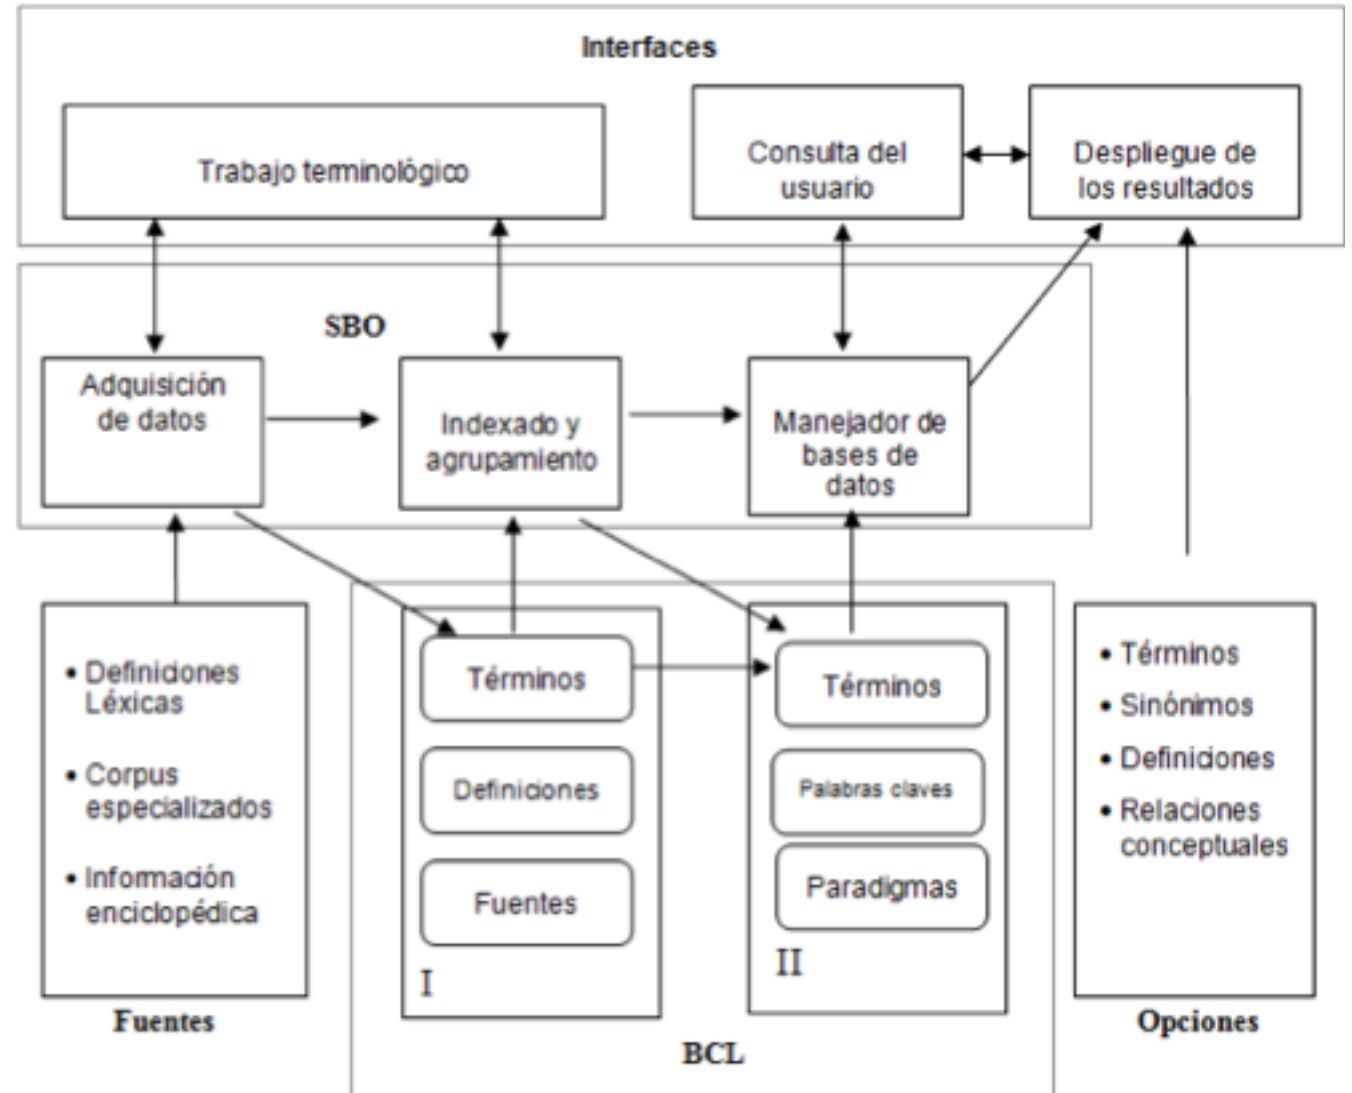 Interfaces
Trabajo terminológico
Consulta del
usuario
Despliegue de
los resultados
SBO
Adquisición
de datos
Indexado y
agrupamiento
Manejador de
bases de
datos
• Definiciones
Léxicas
• Corpus
especializados
• Información
enciclopédica
Fuentes
Términos
Definiciones
Fuentes
I
Términos
Palabras claves
Paradigmas
II
BCL
• Términos
• Sinónimos
• Definiciones
• Relaciones
conceptuales
Opciones